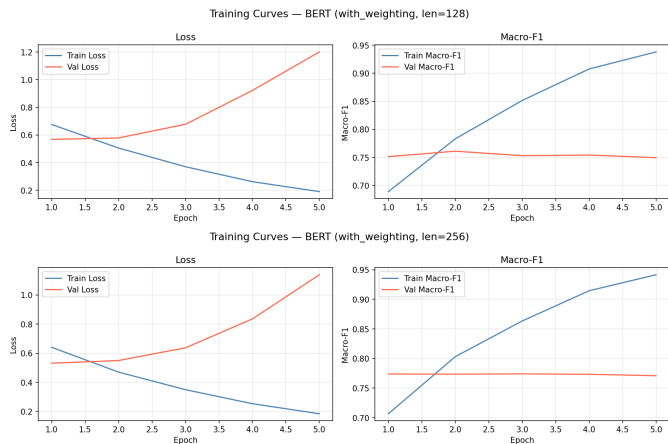 Training Curves — BERT (with_weighting, len=128)
Loss
Train Loss
Val Loss
Loss
1.2
1.0
0.8
0.6
0.4
0.2
1.0 1.5 2.0 2.5 3.0 3.5 4.0 4.5 5.0
Epoch
Macro-F1
Train Macro-F1
Val Macro-F1
Macro-F1
0.95
0.90
0.85
0.80
0.75
0.70
1.0 1.5 2.0 2.5 3.0 3.5 4.0 4.5 5.0
Epoch
Training Curves — BERT (with_weighting, len=256)
Loss
Train Loss
Val Loss
Loss
1.0
0.8
0.6
0.4
0.2
1.0 1.5 2.0 2.5 3.0 3.5 4.0 4.5 5.0
Epoch
Macro-F1
Train Macro-F1
Val Macro-F1
Macro-F1
0.95
0.90
0.85
0.80
0.75
0.70
1.0 1.5 2.0 2.5 3.0 3.5 4.0 4.5 5.0
Epoch